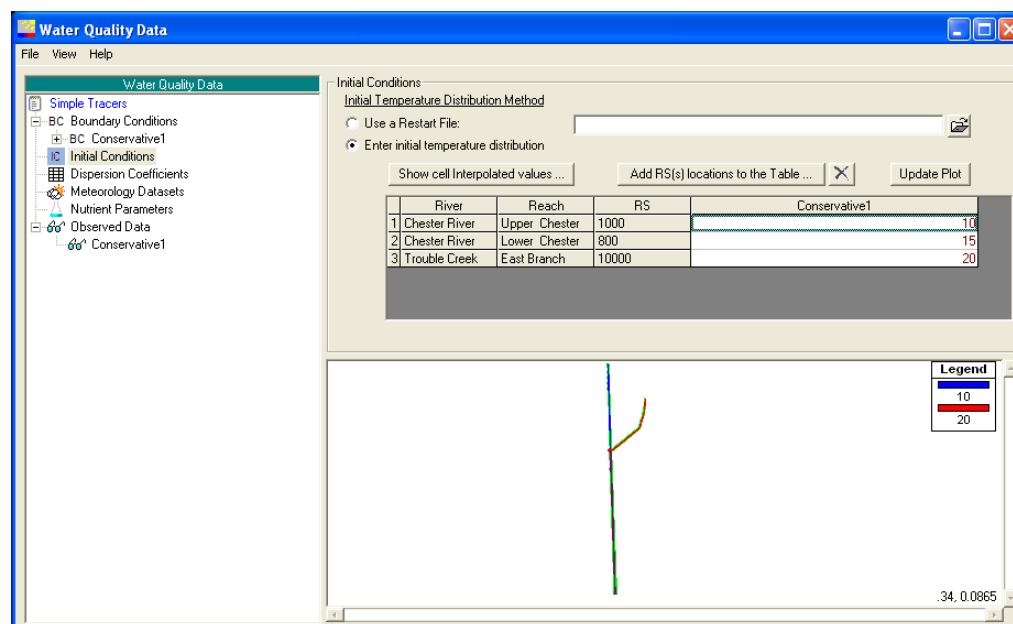 Water Quality Data
File View Help
Water Quality Data
Simple Tracers
BC Boundary Conditions
BC Conservative1
IC Initial Conditions
Dispersion Coefficients
Meteorology Datasets
Nutrient Parameters
Observed Data
Conservative1
Initial Conditions
Initial Temperature Distribution Method
Use a Restart File:
Enter initial temperature distribution
Show cell Interpolated values ... Add RS(s) locations to the Table ... Update Plot
River Reach RS Conservative1
1 Chester River Upper Chester 1000 10
2 Chester River Lower Chester 800 15
3 Trouble Creek East Branch 10000 20
Legend
10
20
.34, 0.0865